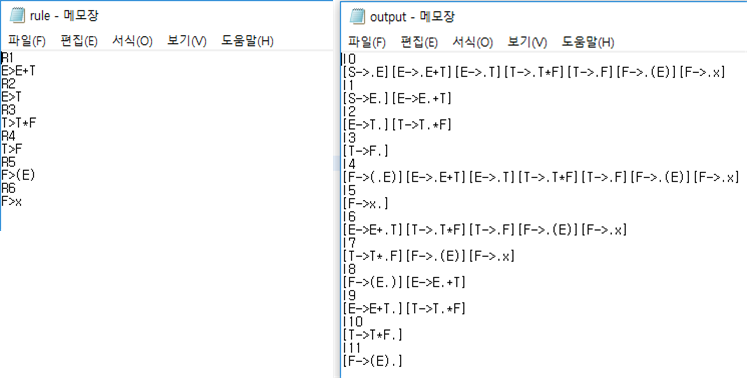 rule - 메모장
파일(F) 편집(E) 서식(O) 보기(V) 도움말(H)
R1
E>E+T
R2
E>T
R3
T>T*F
R4
T>F
R5
F>(E)
R6
F>x
output - 메모장
파일(F) 편집(E) 서식(O) 보기(V) 도움말(H)
I0
[S->.E][E->.E+T][E->.T][T->.T*F][T->.F][F->.(E)][F->.x]
I1
[S->E.][E->E.+T]
I2
[E->T.][T->T.*F]
I3
[T->F.]
I4
[F->(.E)][E->.E+T][E->.T][T->.T*F][T->.F][F->.(E)][F->.x]
I5
[F->x.]
I6
[E->E+.T][T->.T*F][T->.F][F->.(E)][F->.x]
I7
[T->T*.F][F->.(E)][F->.x]
I8
[F->(E.)][E->E.+T]
I9
[E->E+T.][T->T.*F]
I10
[T->T*F.]
I11
[F->(E).]